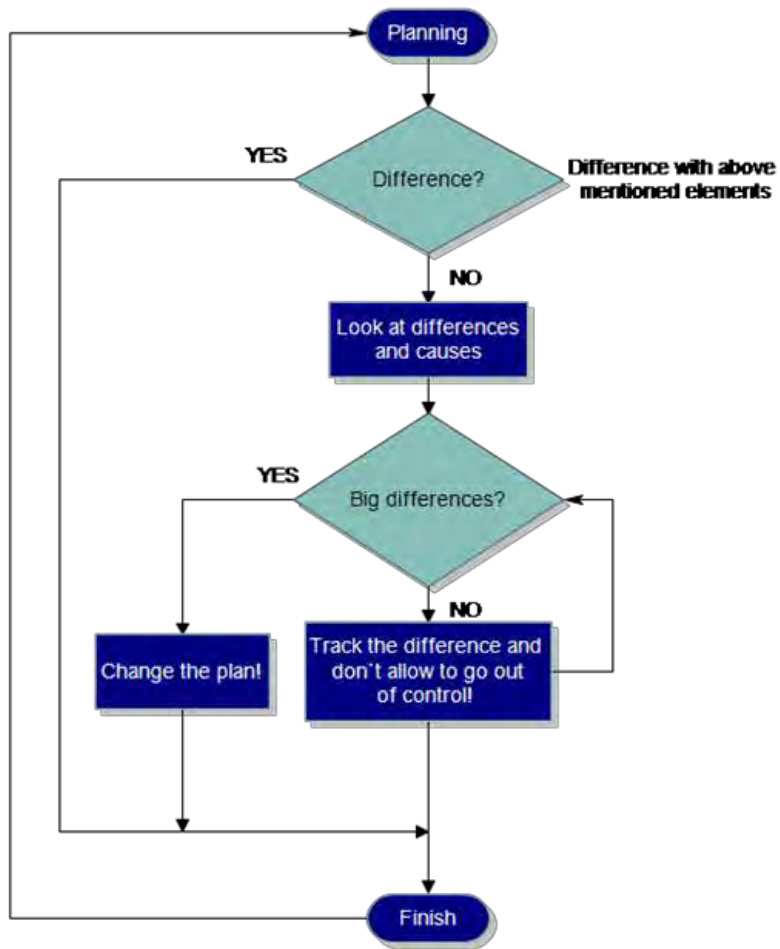 Planning
YES
Difference?
Difference with above
mentioned elements
NO
Look at differences
and causes
YES
Big differences?
NO
Change the plan!
Track the difference and
don`t allow to go out
of control!
Finish